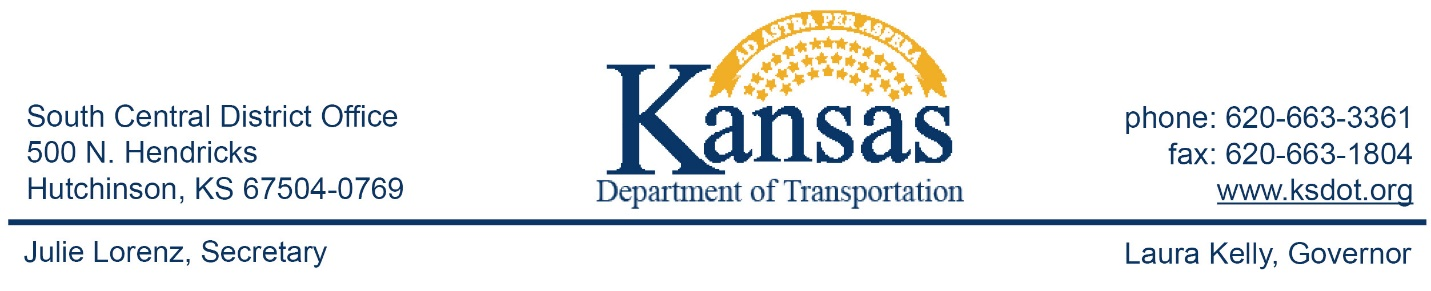 South Central District Office
500 N. Hendricks
Hutchinson, KS 67504-0769
AD ASTRA PER ASPERA
Kansas
Department of Transportation
phone: 620-663-3361
fax: 620-663-1804
www.ksdot.org
Julie Lorenz, Secretary
Laura Kelly, Governor